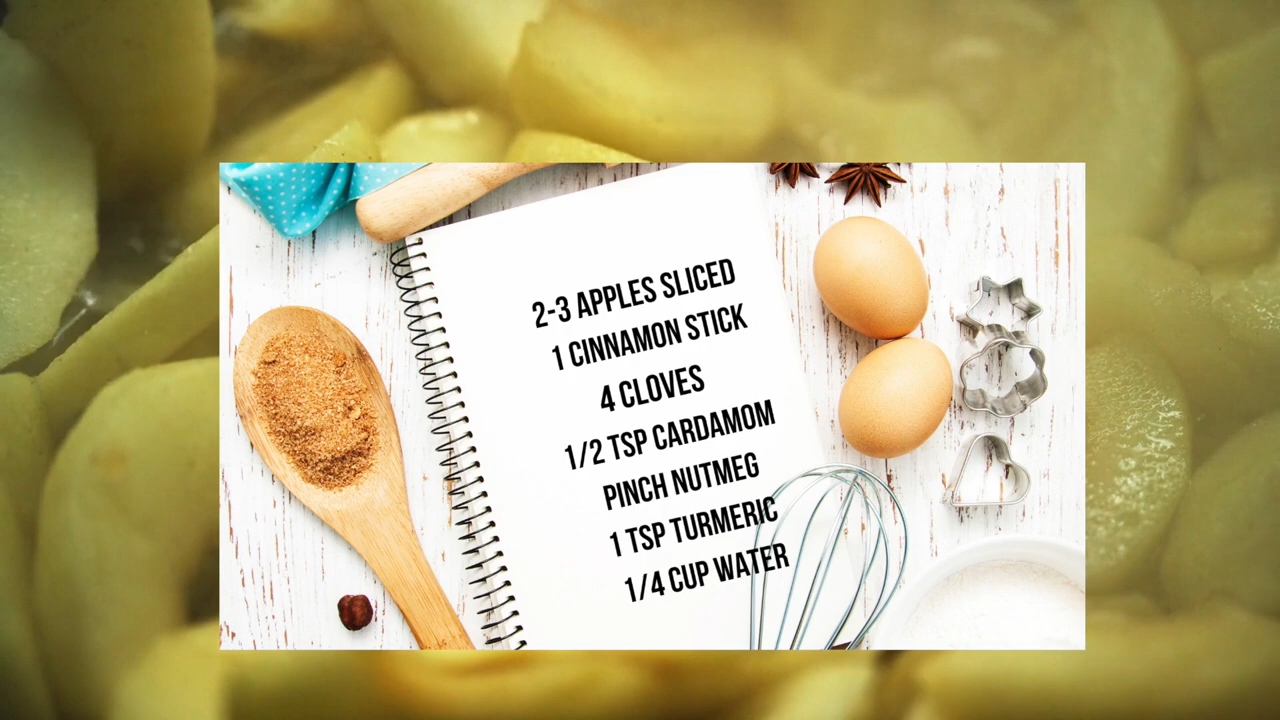 2-3 APPLES SLICED
1 CINNAMON STICK
4 CLOVES
1/2 TSP CARDAMOM
PINCH NUTMEG
1 TSP TURMERIC
1/4 CUP WATER